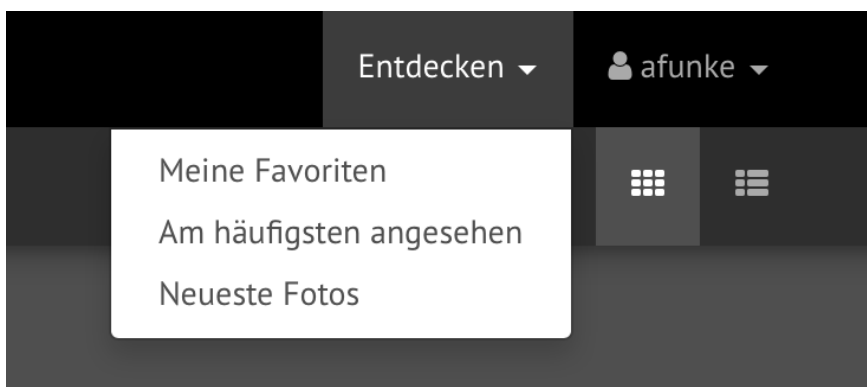 Entdecken
afunke
Meine Favoriten
Am häufigsten angesehen
Neueste Fotos